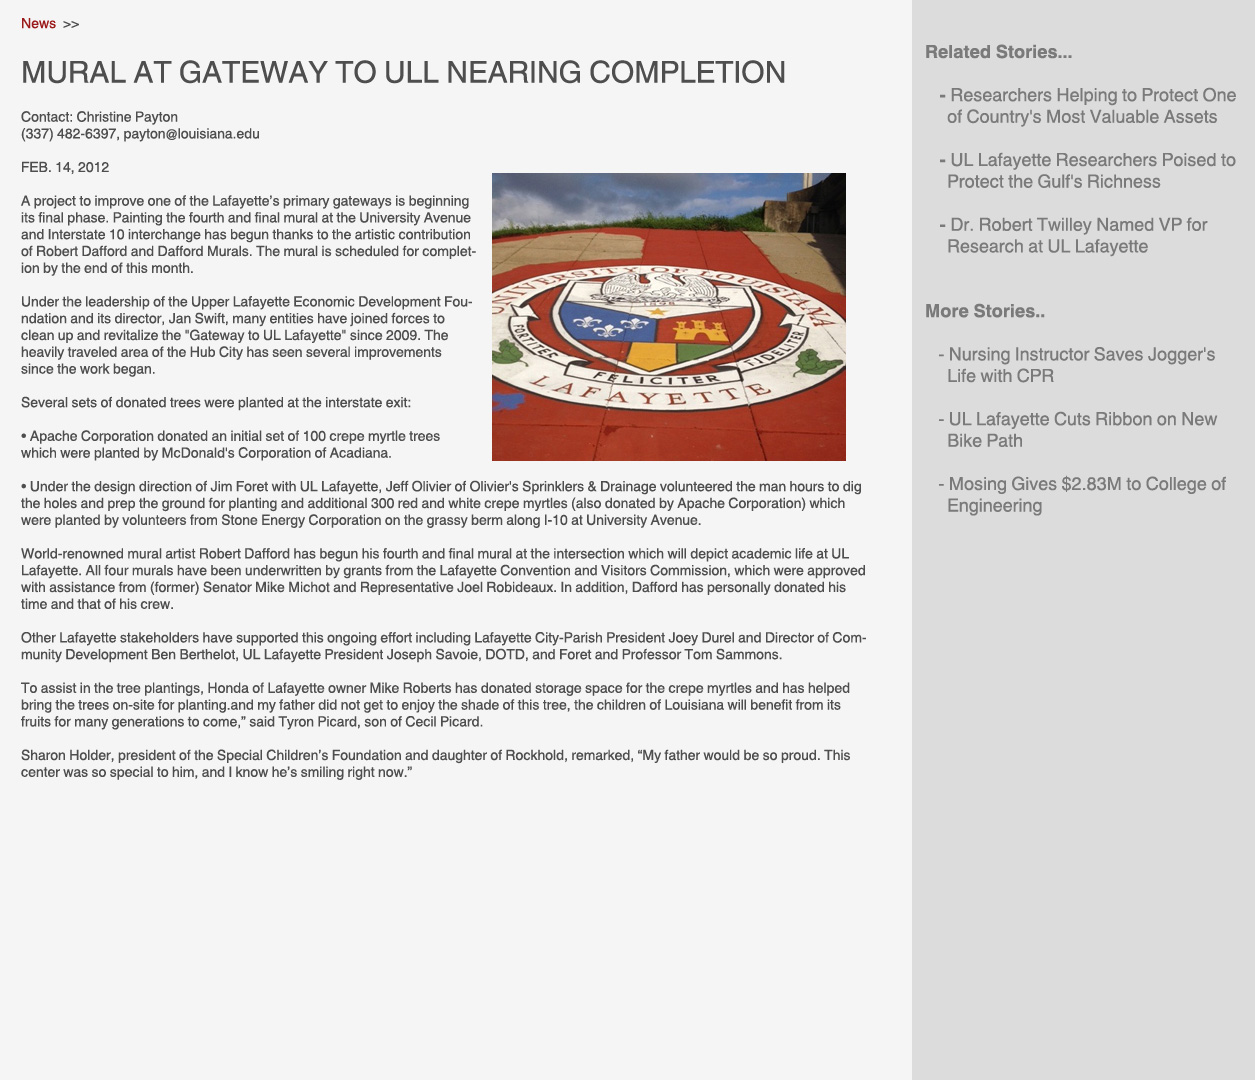 News >>
MURAL AT GATEWAY TO ULL NEARING COMPLETION
Contact: Christine Payton
(337) 482-6397, payton@louisiana.edu
FEB. 14, 2012
A project to improve one of the Lafayette’s primary gateways is beginning
its final phase. Painting the fourth and final mural at the University Avenue
and Interstate 10 interchange has begun thanks to the artistic contribution
of Robert Dafford and Dafford Murals. The mural is scheduled for complet-
ion by the end of this month.
Under the leadership of the Upper Lafayette Economic Development Fou-
ndation and its director, Jan Swift, many entities have joined forces to
clean up and revitalize the "Gateway to UL Lafayette" since 2009. The
heavily traveled area of the Hub City has seen several improvements
since the work began.
Several sets of donated trees were planted at the interstate exit:
• Apache Corporation donated an initial set of 100 crepe myrtle trees
which were planted by McDonald's Corporation of Acadiana.
UNIVERSITY OF LOUISIANA
1898
FORTITER
FELICITER
FIDELITER
LAFAYETTE
• Under the design direction of Jim Foret with UL Lafayette, Jeff Olivier of Olivier's Sprinklers & Drainage volunteered the man hours to dig
the holes and prep the ground for planting and additional 300 red and white crepe myrtles (also donated by Apache Corporation) which
were planted by volunteers from Stone Energy Corporation on the grassy berm along I-10 at University Avenue.
World-renowned mural artist Robert Dafford has begun his fourth and final mural at the intersection which will depict academic life at UL
Lafayette. All four murals have been underwritten by grants from the Lafayette Convention and Visitors Commission, which were approved
with assistance from (former) Senator Mike Michot and Representative Joel Robideaux. In addition, Dafford has personally donated his
time and that of his crew.
Other Lafayette stakeholders have supported this ongoing effort including Lafayette City-Parish President Joey Durel and Director of Com-
munity Development Ben Berthelot, UL Lafayette President Joseph Savoie, DOTD, and Foret and Professor Tom Sammons.
To assist in the tree plantings, Honda of Lafayette owner Mike Roberts has donated storage space for the crepe myrtles and has helped
bring the trees on-site for planting.and my father did not get to enjoy the shade of this tree, the children of Louisiana will benefit from its
fruits for many generations to come,” said Tyron Picard, son of Cecil Picard.
Sharon Holder, president of the Special Children’s Foundation and daughter of Rockhold, remarked, “My father would be so proud. This
center was so special to him, and I know he’s smiling right now.”
Related Stories...
- Researchers Helping to Protect One
of Country's Most Valuable Assets
- UL Lafayette Researchers Poised to
Protect the Gulf's Richness
- Dr. Robert Twilley Named VP for
Research at UL Lafayette
More Stories..
- Nursing Instructor Saves Jogger's
Life with CPR
- UL Lafayette Cuts Ribbon on New
Bike Path
- Mosing Gives $2.83M to College of
Engineering